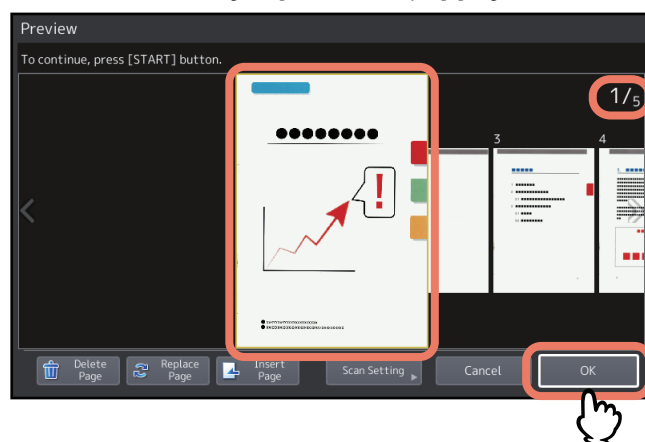 Preview
To continue, press [START] button.
1/5
!
3
4
Delete
Page
Replace
Page
Insert
Page
Scan Setting
Cancel
OK